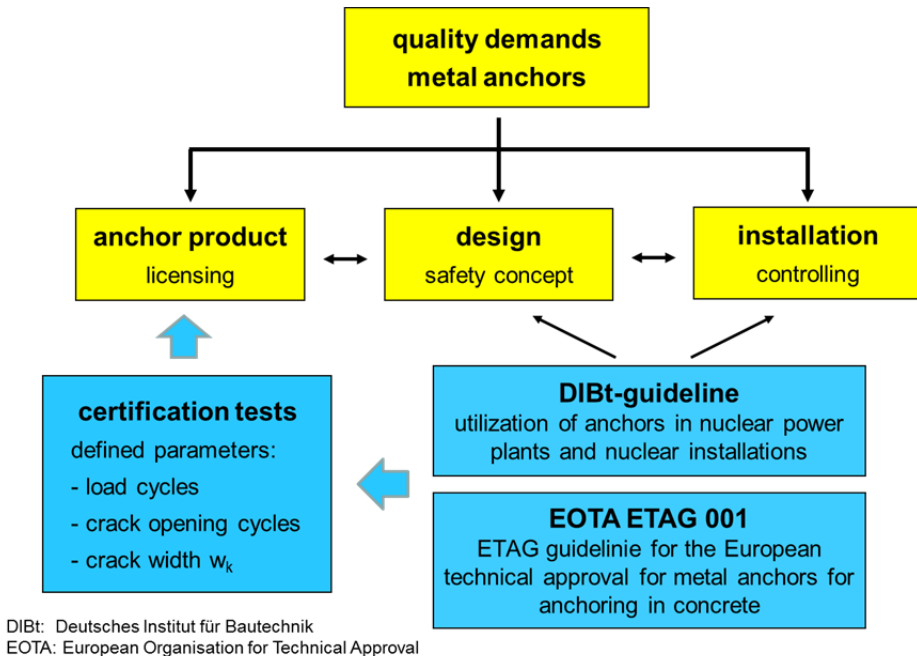 quality demands
metal anchors
anchor product
licensing
design
safety concept
installation
controlling
certification tests
defined parameters:
- load cycles
- crack opening cycles
- crack width wₖ
DIBt-guideline
utilization of anchors in nuclear power
plants and nuclear installations
EOTA ETAG 001
ETAG guidelinie for the European
technical approval for metal anchors for
anchoring in concrete
DIBt: Deutsches Institut für Bautechnik
EOTA: European Organisation for Technical Approval